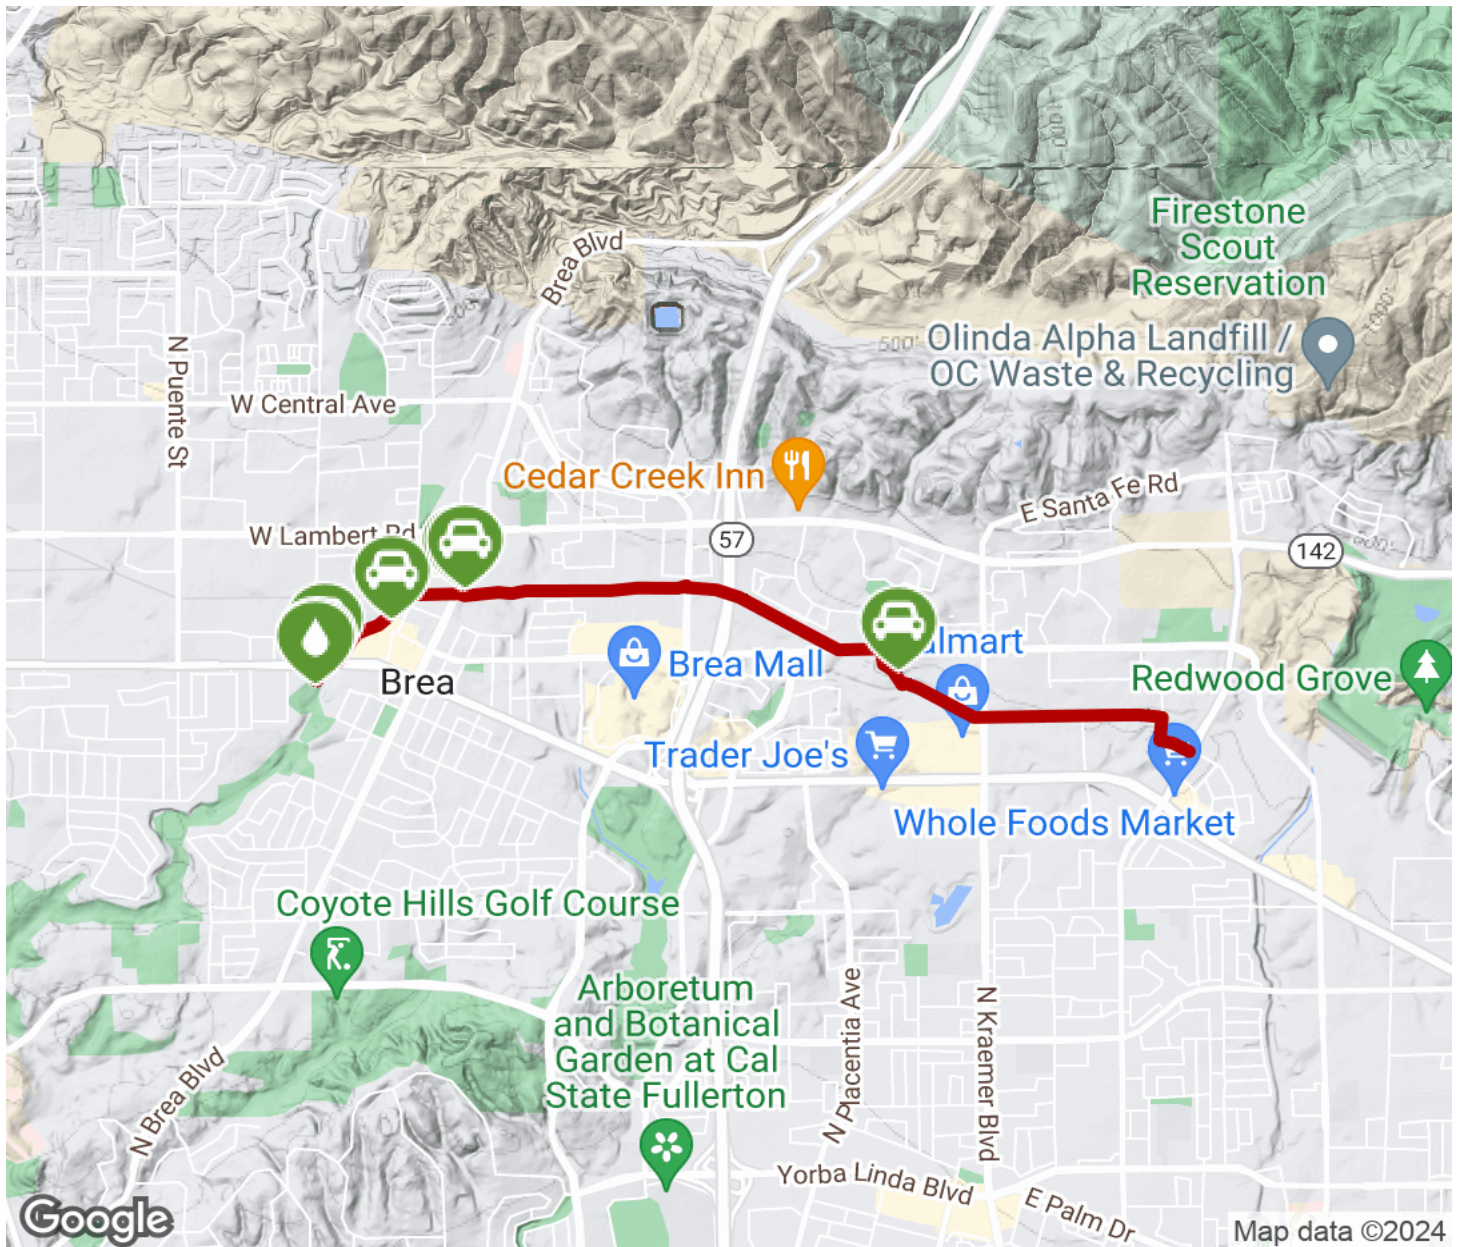 Firestone
Scout
Reservation
Brea Blvd
Olinda Alpha Landfill /
OC Waste & Recycling
N Puente St
500'
W Central Ave
Cedar Creek Inn
E Santa Fe Rd
W Lambert Rd
57
142
Brea Mall
almart
Redwood Grove
Brea
Trader Joe's
Whole Foods Market
Coyote Hills Golf Course
Arboretum
and Botanical
Garden at Cal
State Fullerton
N Placentia Ave
N Kraemer Blvd
N Brea Blvd
Yorba Linda Blvd
E Palm Dr
Google
Map data ©2024